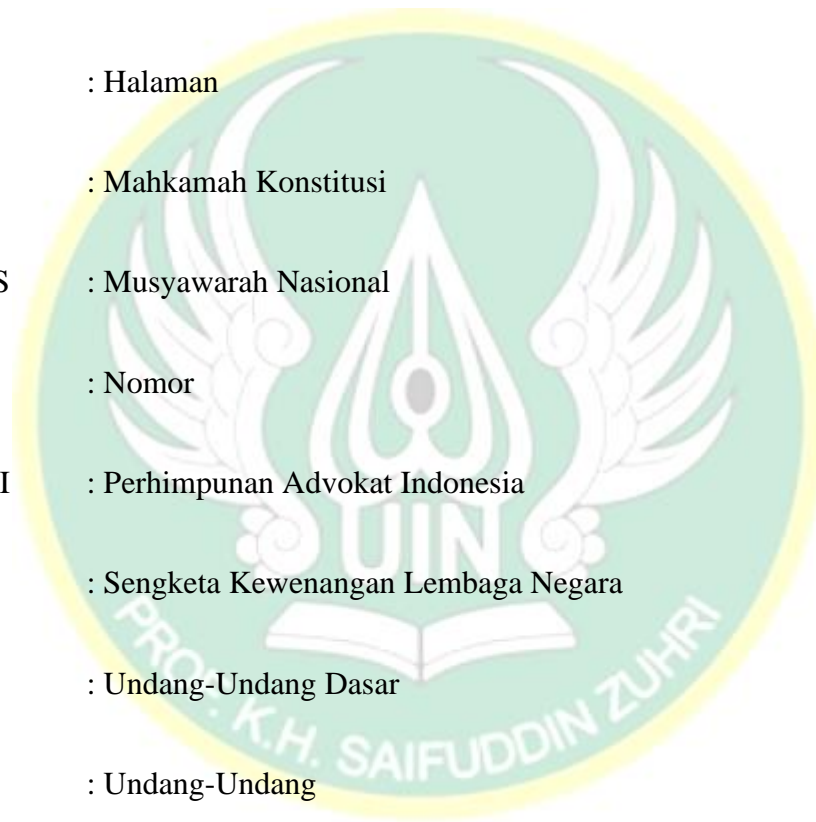 : Halaman
: Mahkamah Konstitusi
S : Musyawarah Nasional
: Nomor
I : Perhimpunan Advokat Indonesia
: Sengketa Kewenangan Lembaga Negara
: Undang-Undang Dasar
: Undang-Undang
UIN
PROF. K.H. SAIFUDDIN ZUHRI